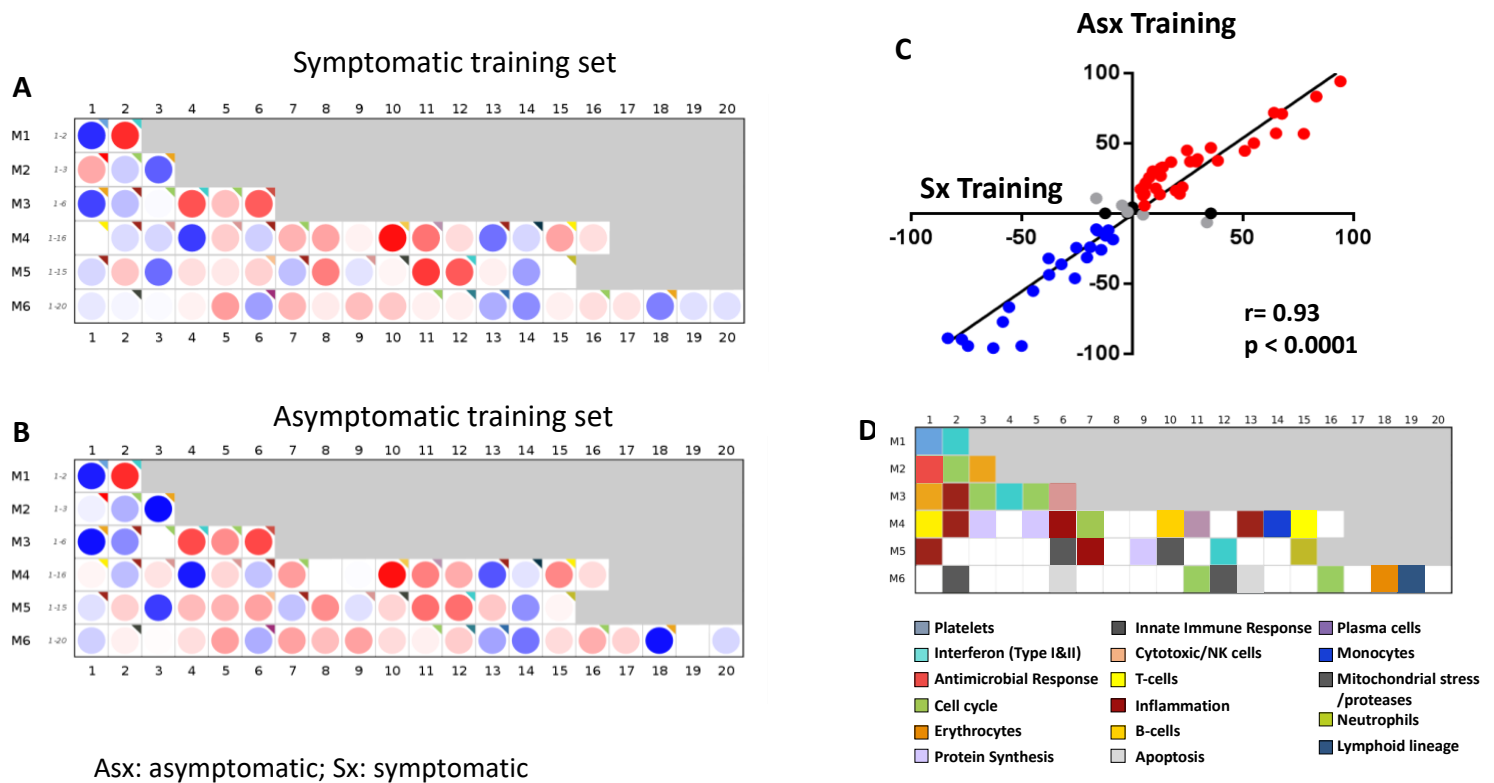 Symptomatic training set
A
1 2 3 4 5 6 7 8 9 10 11 12 13 14 15 16 17 18 19 20
M1 1-2
M2 1-3
M3 1-6
M4 1-16
M5 1-15
M6 1-20
1 2 3 4 5 6 7 8 9 10 11 12 13 14 15 16 17 18 19 20
Asymptomatic training set
B
1 2 3 4 5 6 7 8 9 10 11 12 13 14 15 16 17 18 19 20
M1 1-2
M2 1-3
M3 1-6
M4 1-16
M5 1-15
M6 1-20
1 2 3 4 5 6 7 8 9 10 11 12 13 14 15 16 17 18 19 20
Asx: asymptomatic; Sx: symptomatic
Asx Training
C
100
50
Sx Training
-100 -50 50 100
-50
-100
r= 0.93
p < 0.0001
D
1 2 3 4 5 6 7 8 9 10 11 12 13 14 15 16 18 19 20
M1
M2
M3
M4
M5
M6
Platelets
Interferon (Type I&II)
Antimicrobial Response
Cell cycle
Erythrocytes
Protein Synthesis
Innate Immune Response
Cytotoxic/NK cells
T-cells
Inflammation
B-cells
Apoptosis
Plasma cells
Monocytes
Mitochondrial stress
/proteases
Neutrophils
Lymphoid lineage